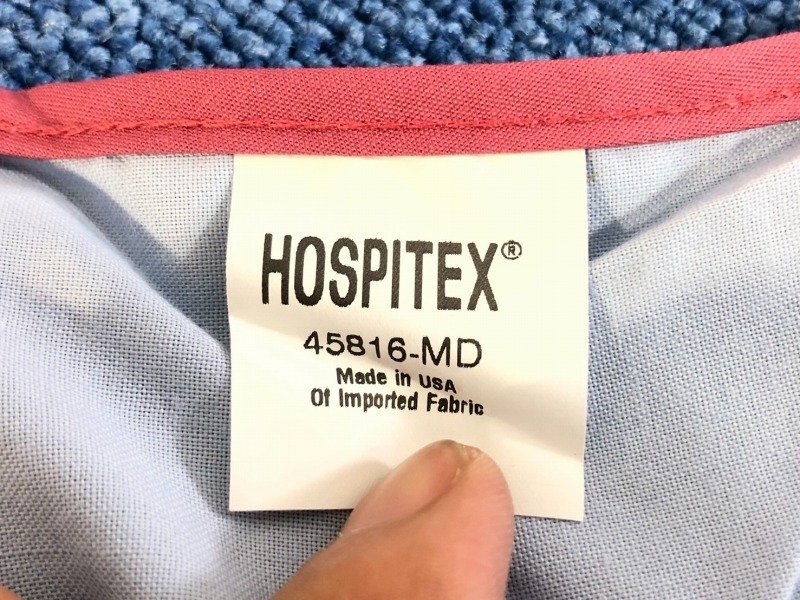 HOSPITEX®
45816-MD
Made in USA
Of Imported Fabric